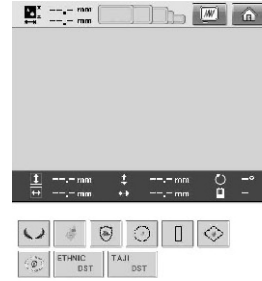 --.- mm
--.- mm
--.- mm --.- mm --°
--.- mm --.- mm --
ETHNIC DST TAJI DST